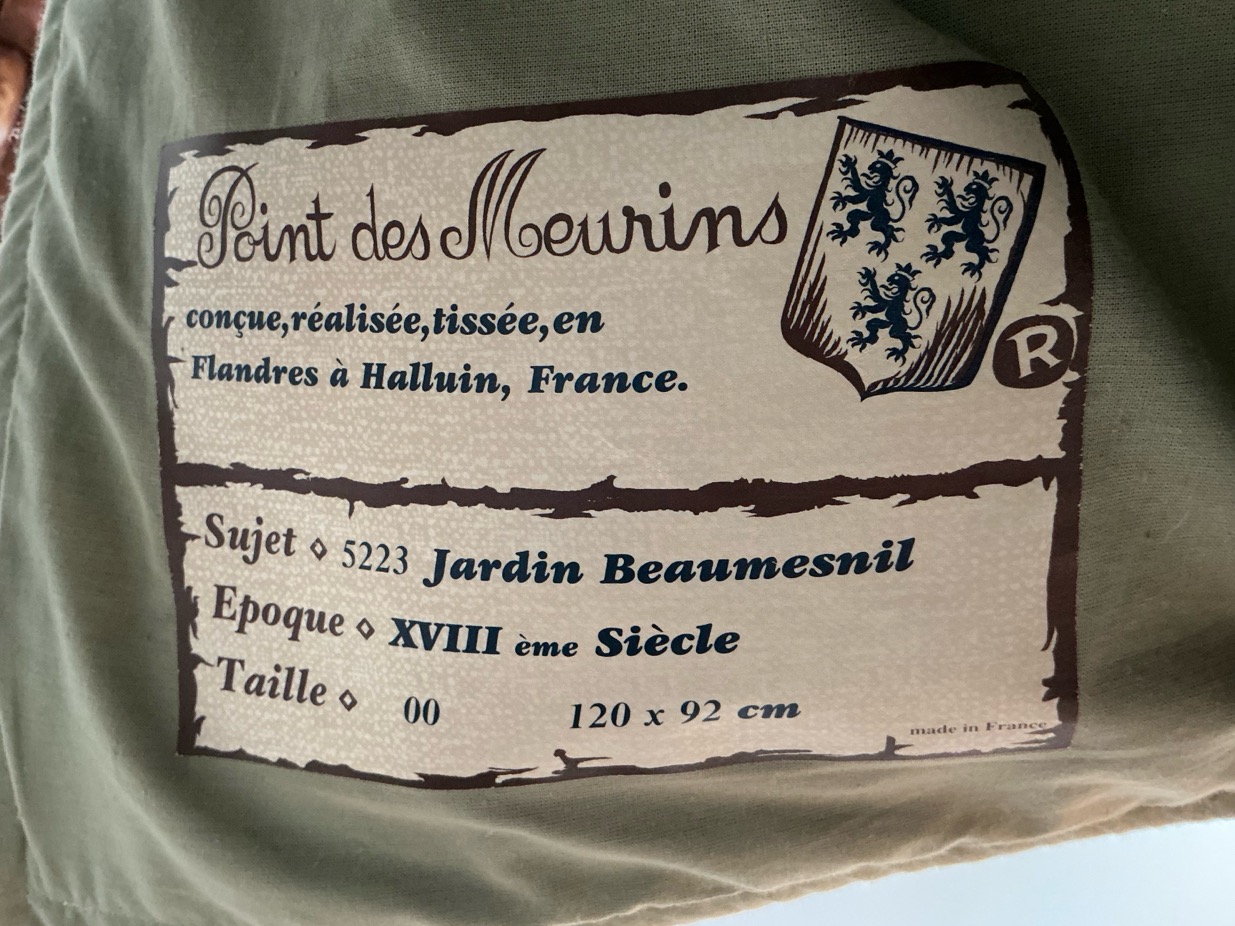 Point des Meurins
conçue,réalisée,tissée,en
Flandres à Halluin, France.
R
Sujet ◊ 5223 Jardin Beaumesnil
Epoque ◊ XVIII ème Siècle
Taille ◊ 00 120 x 92 cm
made in France